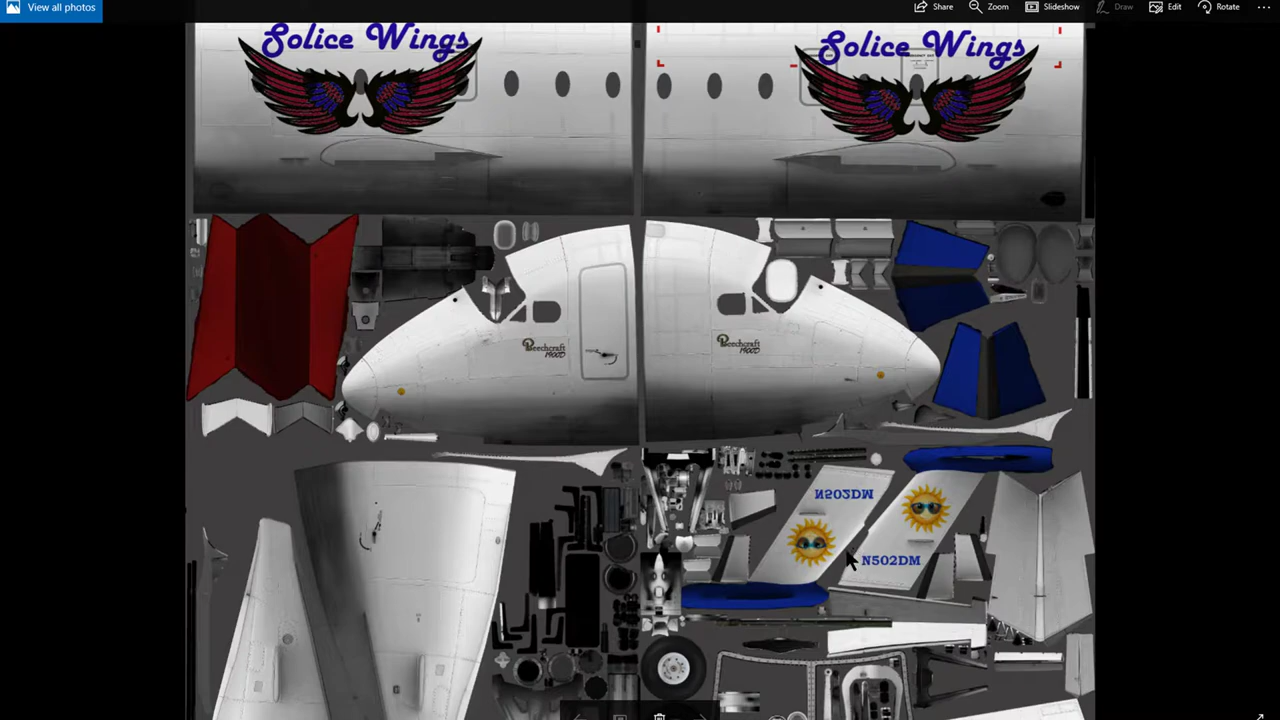 View all photos
Share
Zoom
Slideshow
Draw
Edit
Rotate
Solice Wings
Solice Wings
Beechcraft
1900D
Beechcraft
1900D
N502DM
N502DM